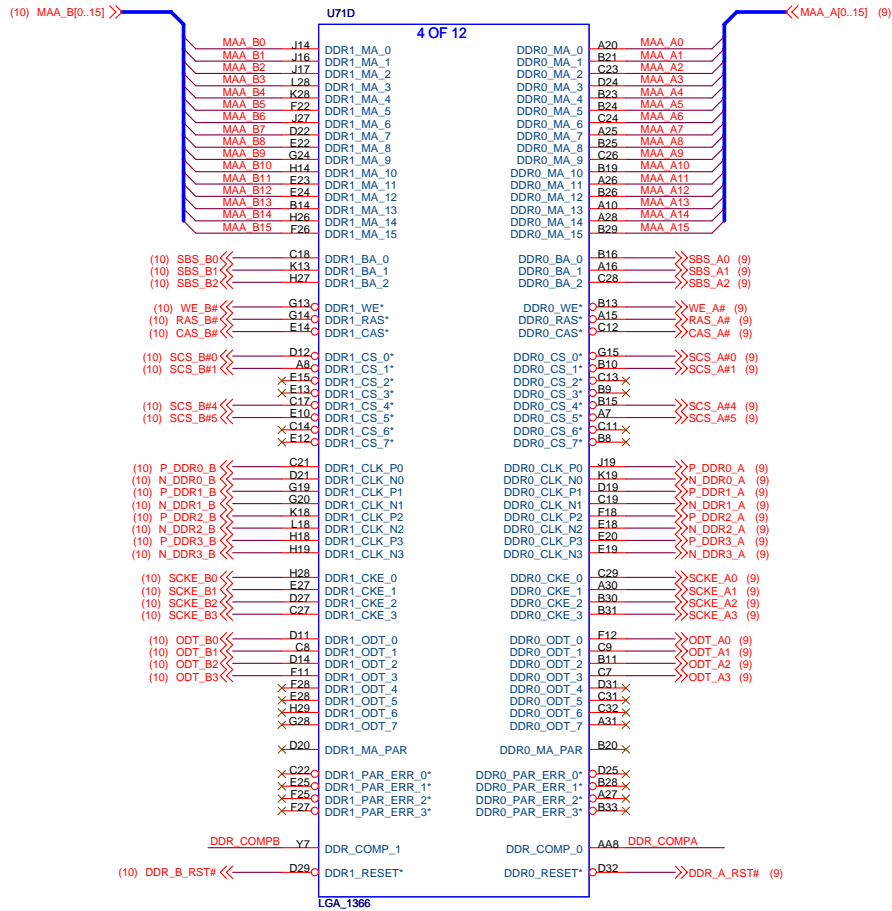 (10) MAA_B[0..15] U71D MAA_A[0..15] (9)
4 OF 12
MAA_B0 J14 DDR1_MA_0 DDR0_MA_0 A20 MAA_A0
MAA_B1 J16 DDR1_MA_1 DDR0_MA_1 B21 MAA_A1
MAA_B2 J17 DDR1_MA_2 DDR0_MA_2 C23 MAA_A2
MAA_B3 L28 DDR1_MA_3 DDR0_MA_3 D24 MAA_A3
MAA_B4 K28 DDR1_MA_4 DDR0_MA_4 B23 MAA_A4
MAA_B5 F22 DDR1_MA_5 DDR0_MA_5 B24 MAA_A5
MAA_B6 J27 DDR1_MA_6 DDR0_MA_6 C24 MAA_A6
MAA_B7 D22 DDR1_MA_7 DDR0_MA_7 A25 MAA_A7
MAA_B8 E22 DDR1_MA_8 DDR0_MA_8 B25 MAA_A8
MAA_B9 G24 DDR1_MA_9 DDR0_MA_9 C26 MAA_A9
MAA_B10 H14 DDR1_MA_10 DDR0_MA_10 B19 MAA_A10
MAA_B11 E23 DDR1_MA_11 DDR0_MA_11 A26 MAA_A11
MAA_B12 E24 DDR1_MA_12 DDR0_MA_12 B26 MAA_A12
MAA_B13 B14 DDR1_MA_13 DDR0_MA_13 A10 MAA_A13
MAA_B14 H26 DDR1_MA_14 DDR0_MA_14 A28 MAA_A14
MAA_B15 F26 DDR1_MA_15 DDR0_MA_15 B29 MAA_A15
(10) SBS_B0 C18 DDR1_BA_0 DDR0_BA_0 B16 SBS_A0 (9)
(10) SBS_B1 K13 DDR1_BA_1 DDR0_BA_1 A16 SBS_A1 (9)
(10) SBS_B2 H27 DDR1_BA_2 DDR0_BA_2 C28 SBS_A2 (9)
(10) WE_B# G13 DDR1_WE* DDR0_WE* B13 WE_A# (9)
(10) RAS_B# G14 DDR1_RAS* DDR0_RAS* A15 RAS_A# (9)
(10) CAS_B# E14 DDR1_CAS* DDR0_CAS* C12 CAS_A# (9)
(10) SCS_B#0 D12 DDR1_CS_0* DDR0_CS_0* G15 SCS_A#0 (9)
(10) SCS_B#1 A8 DDR1_CS_1* DDR0_CS_1* B10 SCS_A#1 (9)
E15 DDR1_CS_2* DDR0_CS_2* C13
E13 DDR1_CS_3* DDR0_CS_3* B9
(10) SCS_B#4 C17 DDR1_CS_4* DDR0_CS_4* B15 SCS_A#4 (9)
(10) SCS_B#5 E10 DDR1_CS_5* DDR0_CS_5* A7 SCS_A#5 (9)
C14 DDR1_CS_6* DDR0_CS_6* C11
E12 DDR1_CS_7* DDR0_CS_7* B8
(10) P_DDR0_B C21 DDR1_CLK_P0 DDR0_CLK_P0 J19 P_DDR0_A (9)
(10) N_DDR0_B D21 DDR1_CLK_N0 DDR0_CLK_N0 K19 N_DDR0_A (9)
(10) P_DDR1_B G19 DDR1_CLK_P1 DDR0_CLK_P1 D19 P_DDR1_A (9)
(10) N_DDR1_B G20 DDR1_CLK_N1 DDR0_CLK_N1 C19 N_DDR1_A (9)
(10) P_DDR2_B K18 DDR1_CLK_P2 DDR0_CLK_P2 F18 P_DDR2_A (9)
(10) N_DDR2_B L18 DDR1_CLK_N2 DDR0_CLK_N2 E18 N_DDR2_A (9)
(10) P_DDR3_B H18 DDR1_CLK_P3 DDR0_CLK_P3 E20 P_DDR3_A (9)
(10) N_DDR3_B H19 DDR1_CLK_N3 DDR0_CLK_N3 E19 N_DDR3_A (9)
(10) SCKE_B0 H28 DDR1_CKE_0 DDR0_CKE_0 C29 SCKE_A0 (9)
(10) SCKE_B1 E27 DDR1_CKE_1 DDR0_CKE_1 A30 SCKE_A1 (9)
(10) SCKE_B2 D27 DDR1_CKE_2 DDR0_CKE_2 B30 SCKE_A2 (9)
(10) SCKE_B3 C27 DDR1_CKE_3 DDR0_CKE_3 B31 SCKE_A3 (9)
(10) ODT_B0 D11 DDR1_ODT_0 DDR0_ODT_0 F12 ODT_A0 (9)
(10) ODT_B1 C8 DDR1_ODT_1 DDR0_ODT_1 C9 ODT_A1 (9)
(10) ODT_B2 D14 DDR1_ODT_2 DDR0_ODT_2 B11 ODT_A2 (9)
(10) ODT_B3 F11 DDR1_ODT_3 DDR0_ODT_3 C7 ODT_A3 (9)
F28 DDR1_ODT_4 DDR0_ODT_4 D31
E28 DDR1_ODT_5 DDR0_ODT_5 C31
H29 DDR1_ODT_6 DDR0_ODT_6 C32
G28 DDR1_ODT_7 DDR0_ODT_7 A31
D20 DDR1_MA_PAR DDR0_MA_PAR B20
C22 DDR1_PAR_ERR_0* DDR0_PAR_ERR_0* D25
E25 DDR1_PAR_ERR_1* DDR0_PAR_ERR_1* B28
F25 DDR1_PAR_ERR_2* DDR0_PAR_ERR_2* A27
F27 DDR1_PAR_ERR_3* DDR0_PAR_ERR_3* B33
DDR_COMPB Y7 DDR_COMP_1 DDR_COMP_0 AA8 DDR_COMPA
(10) DDR_B_RST# D29 DDR1_RESET* DDR0_RESET* D32 DDR_A_RST# (9)
LGA_1366